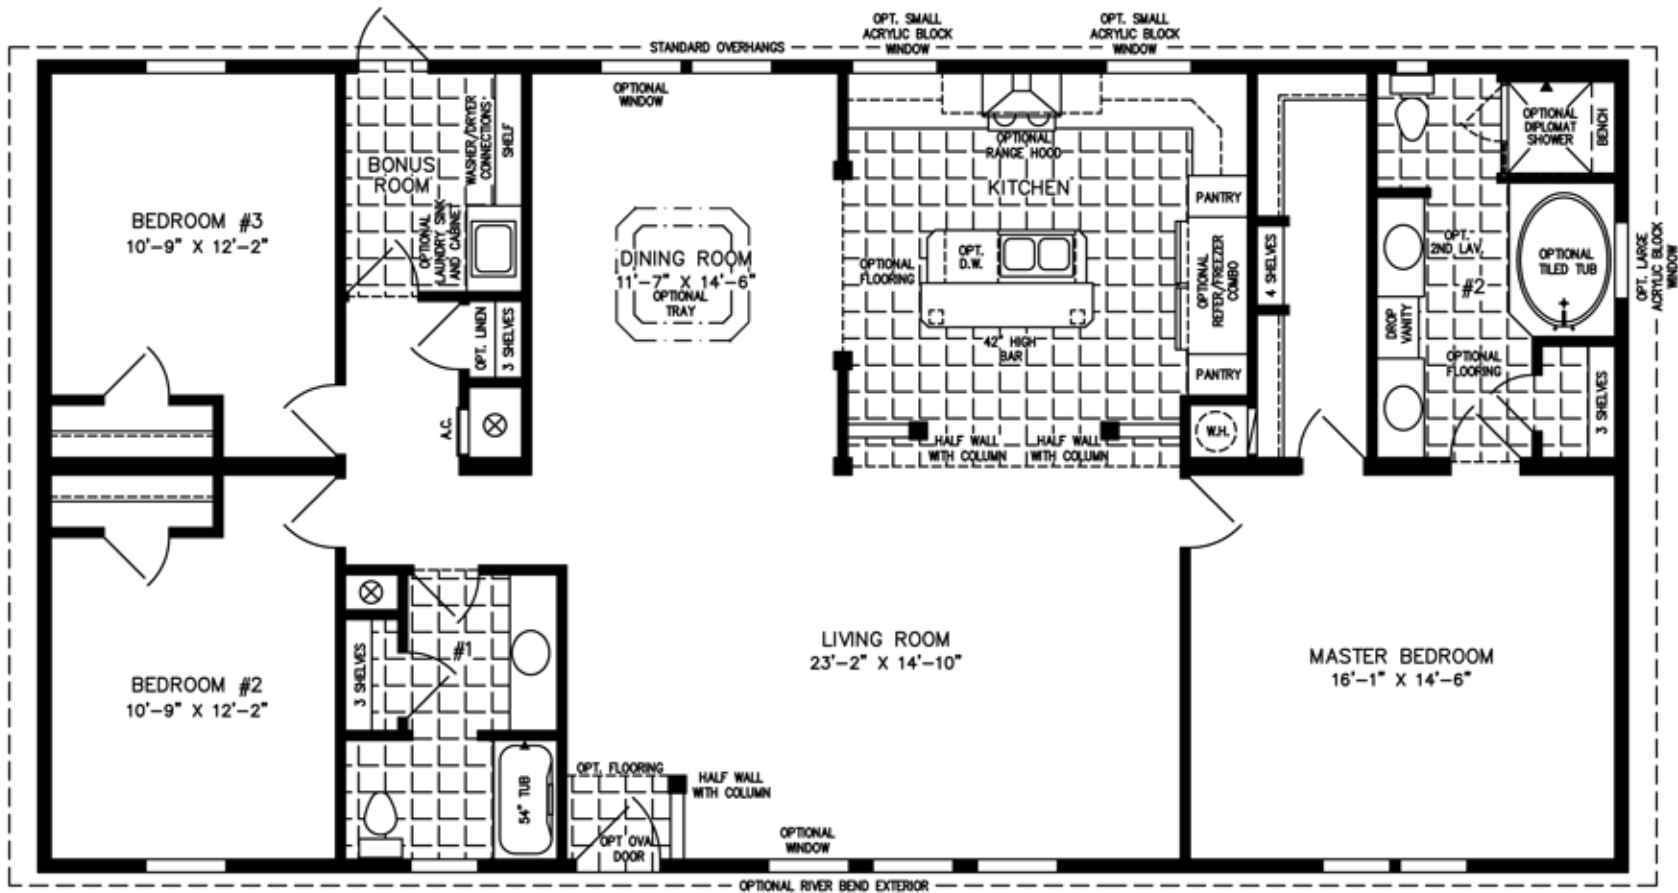 OPT. SMALL
ACRYLIC BLOCK
WINDOW
OPT. SMALL
ACRYLIC BLOCK
WINDOW
STANDARD OVERHANGS
OPTIONAL
WINDOW
BEDROOM #3
10'-9" X 12'-2"
BONUS
ROOM
WASHER/DRYER
CONNECTIONS
SHELF
OPTIONAL
LAUNDRY SINK
AND CABINET
OPT. LINEN
3 SHELVES
A.C.
DINING ROOM
11'-7" X 14'-6"
OPTIONAL
TRAY
OPTIONAL
RANGE HOOD
KITCHEN
OPTIONAL
FLOORING
OPT.
D.W.
42" HIGH
BAR
PANTRY
OPTIONAL
REFER/FREEZER
COMBO
PANTRY
HALF WALL
WITH COLUMN
HALF WALL
WITH COLUMN
W.H.
4 SHELVES
OPTIONAL
DIPLOMAT
SHOWER
BENCH
OPT.
2ND LAV.
#2
OPTIONAL
TILED TUB
OPT. LARGE
ACRYLIC BLOCK
WINDOW
DROP
VANITY
OPTIONAL
FLOORING
3 SHELVES
BEDROOM #2
10'-9" X 12'-2"
3 SHELVES
#1
54" TUB
LIVING ROOM
23'-2" X 14'-10"
MASTER BEDROOM
16'-1" X 14'-6"
OPT. FLOORING
HALF WALL
WITH COLUMN
OPT OVAL
DOOR
OPTIONAL
WINDOW
OPTIONAL RIVER BEND EXTERIOR